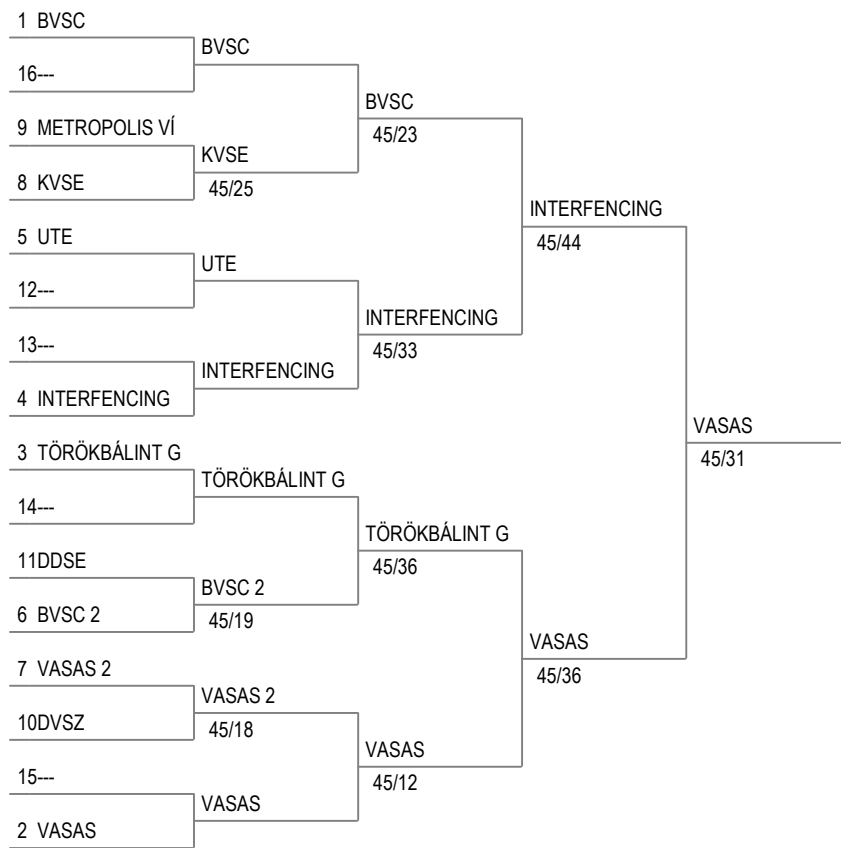 1 BVSC
BVSC
16---
BVSC
45/23
9 METROPOLIS VÍ
KVSE
45/25
8 KVSE
INTERFENCING
45/44
5 UTE
UTE
12---
INTERFENCING
45/33
13---
INTERFENCING
4 INTERFENCING
VASAS
45/31
3 TÖRÖKBÁLINT G
TÖRÖKBÁLINT G
14---
TÖRÖKBÁLINT G
45/36
11DDSE
BVSC 2
45/19
6 BVSC 2
VASAS
45/36
7 VASAS 2
VASAS 2
45/18
10DVSZ
VASAS
45/12
15---
VASAS
2 VASAS